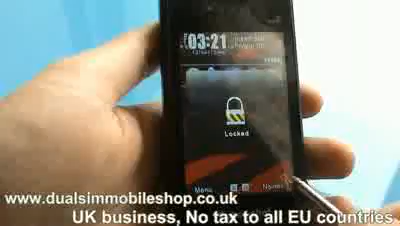 03:21
Locked
Menu
Names
www.dualsimmobileshop.co.uk
UK business, No tax to all EU countries